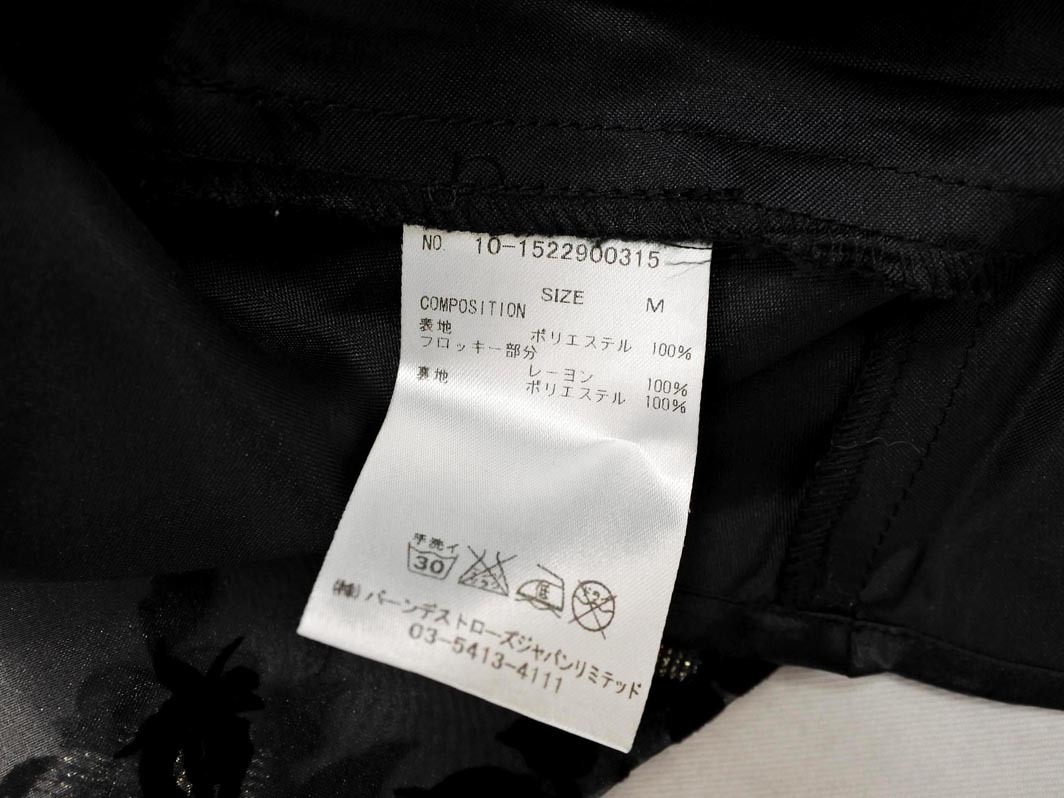 NO. 10-1522900315
SIZE M
COMPOSITION
表地 ポリエステル 100%
フロッキー部分
レーヨン 100%
裏地 ポリエステル 100%
手洗イ
30
低
(株)バーンデストローズジャパンリミテッド
03-5413-4111